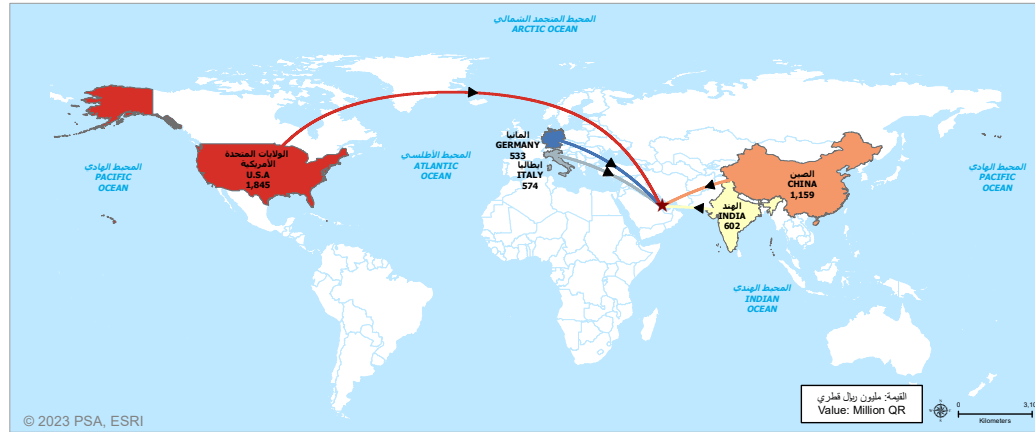 المحيط المتجمد الشمالي
ARCTIC OCEAN
المانيا
GERMANY
533
ايطاليا
ITALY
574
الولايات المتحدة
الأمريكية
U.S.A
1,845
المحيط الهادي
PACIFIC
OCEAN
المحيط الأطلسي
ATLANTIC
OCEAN
الصين
CHINA
1,159
الهند
INDIA
602
المحيط الهادي
PACIFIC
OCEAN
المحيط الهندي
INDIAN
OCEAN
القيمة: مليون ريال قطري
Value: Million QR
0 3,10
Kilometers
© 2023 PSA, ESRI